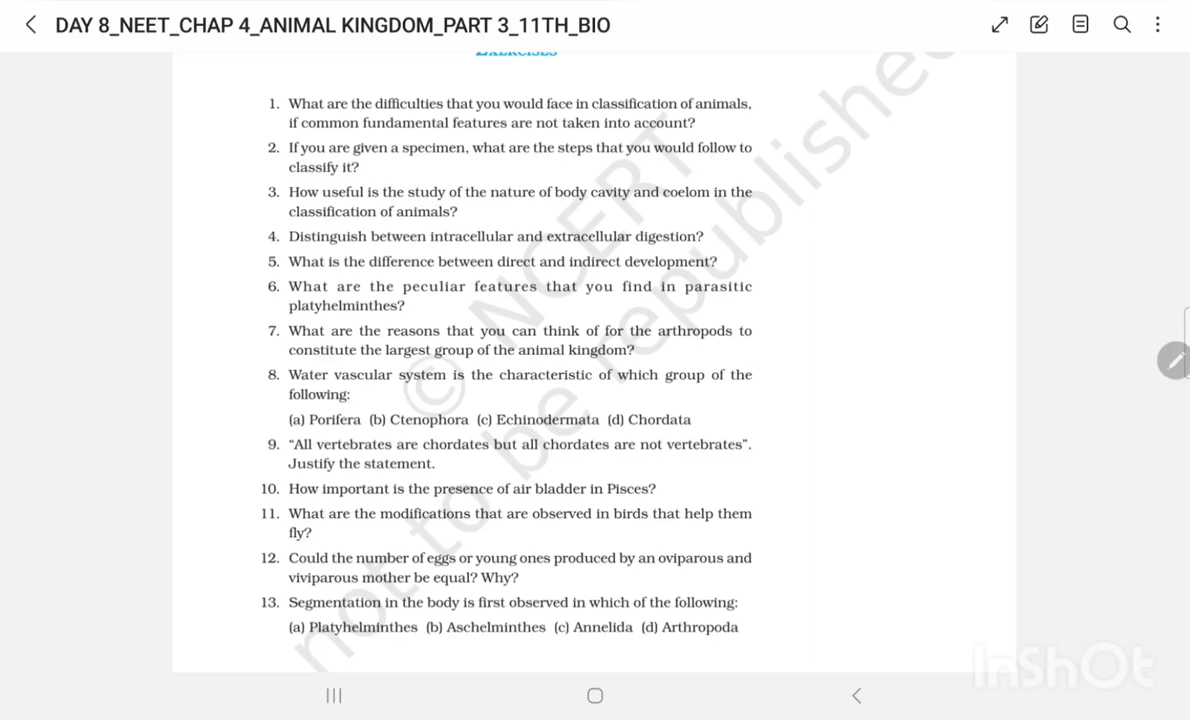 DAY 8_NEET_CHAP 4_ANIMAL KINGDOM_PART 3_11TH_BIO
EXERCISES
1. What are the difficulties that you would face in classification of animals,
if common fundamental features are not taken into account?
2. If you are given a specimen, what are the steps that you would follow to
classify it?
3. How useful is the study of the nature of body cavity and coelom in the
classification of animals?
4. Distinguish between intracellular and extracellular digestion?
5. What is the difference between direct and indirect development?
6. What are the peculiar features that you find in parasitic
platyhelminthes?
7. What are the reasons that you can think of for the arthropods to
constitute the largest group of the animal kingdom?
8. Water vascular system is the characteristic of which group of the
following:
(a) Porifera (b) Ctenophora (c) Echinodermata (d) Chordata
9. “All vertebrates are chordates but all chordates are not vertebrates”.
Justify the statement.
10. How important is the presence of air bladder in Pisces?
11. What are the modifications that are observed in birds that help them
fly?
12. Could the number of eggs or young ones produced by an oviparous and
viviparous mother be equal? Why?
13. Segmentation in the body is first observed in which of the following:
(a) Platyhelminthes (b) Aschelminthes (c) Annelida (d) Arthropoda
© NCERT
not to be republished
InShOt